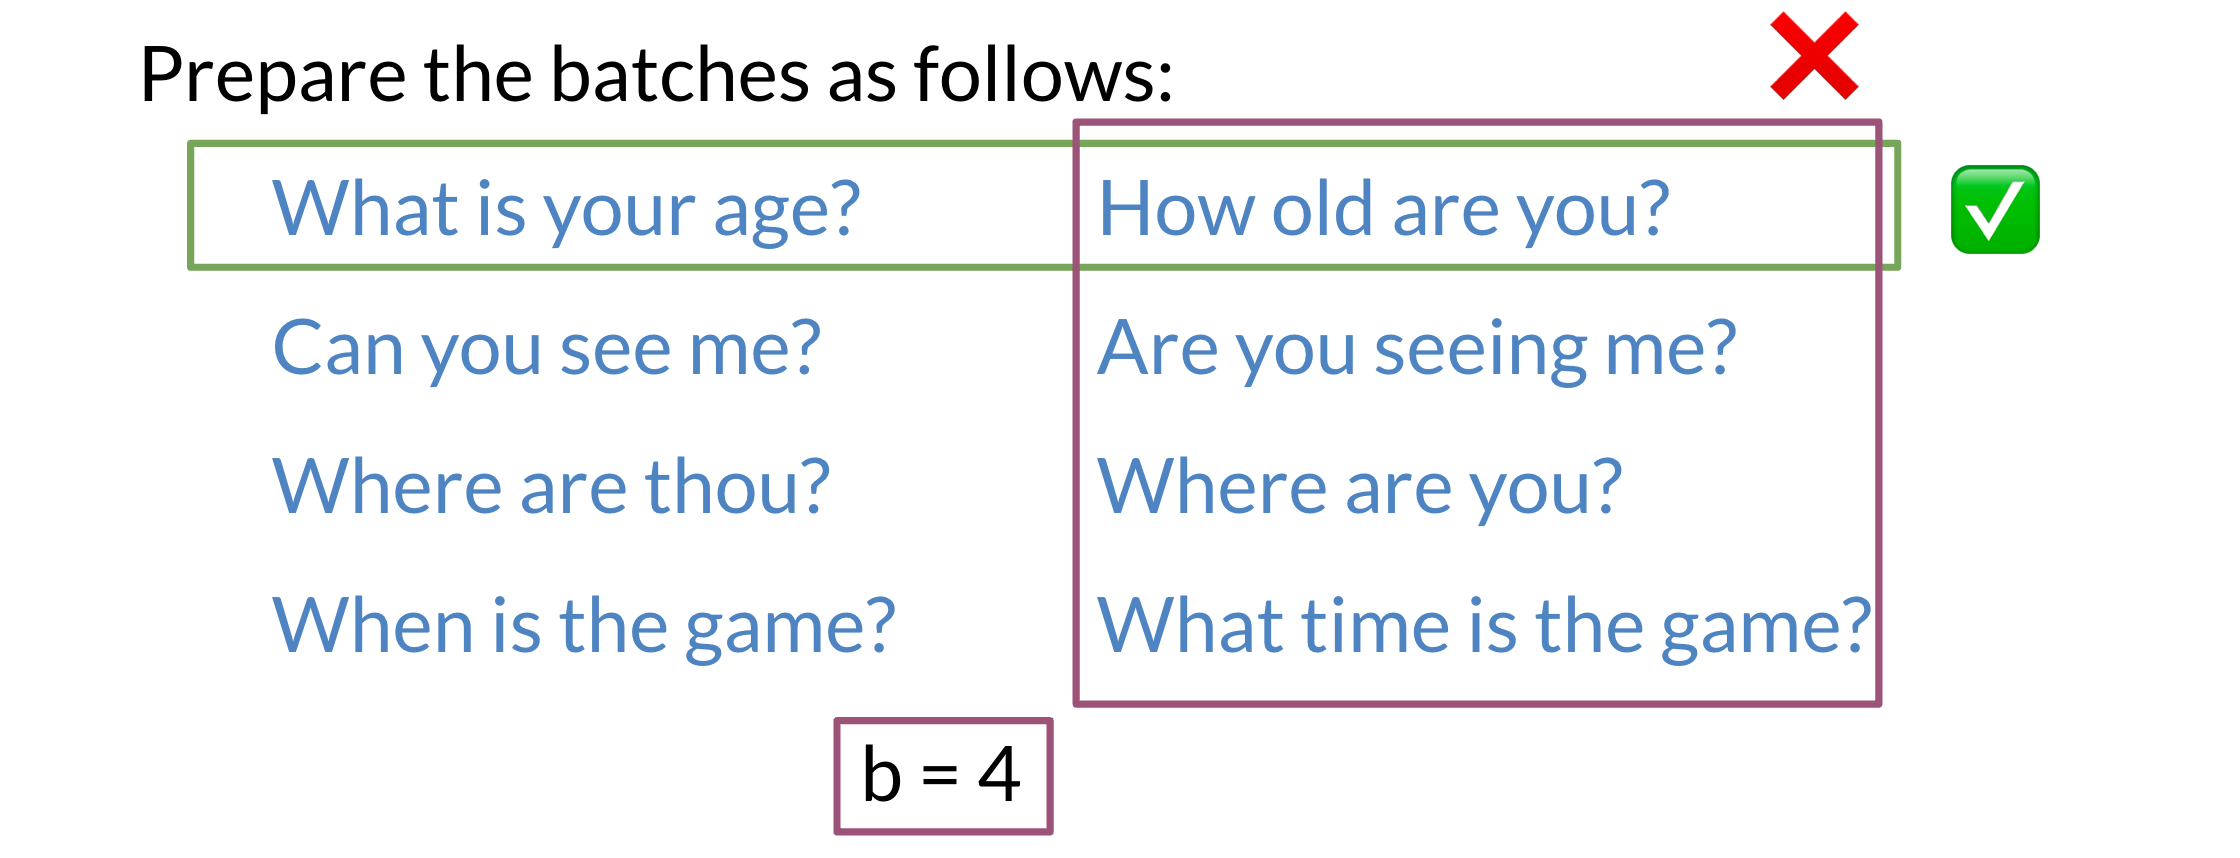 Prepare the batches as follows:
What is your age? How old are you?
Can you see me? Are you seeing me?
Where are thou? Where are you?
When is the game? What time is the game?
b = 4